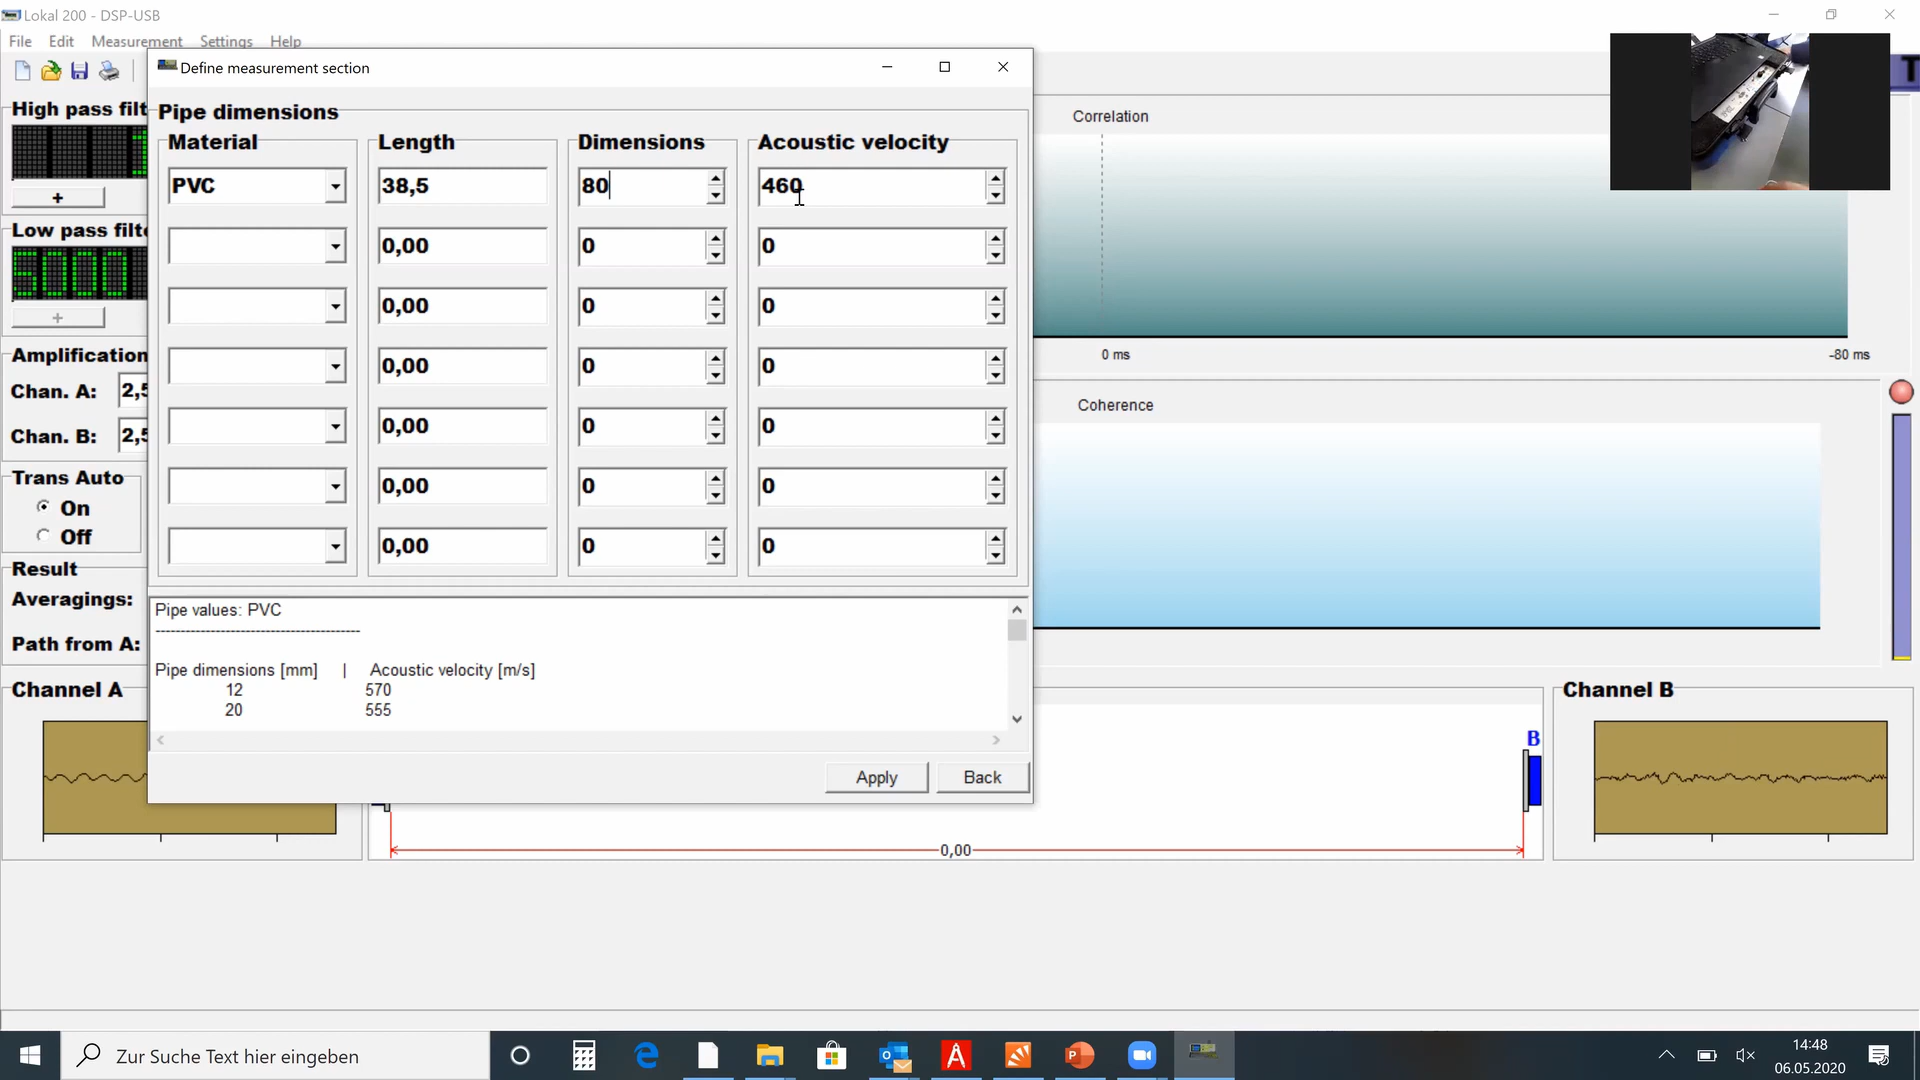 Lokal 200 - DSP-USB
File Edit Measurement Settings Help
Define measurement section
Pipe dimensions
Material Length Dimensions Acoustic velocity
PVC 38,5 80 460
0,00 0 0
0,00 0 0
0,00 0 0
0,00 0 0
0,00 0 0
0,00 0 0
Pipe values: PVC
-----------------------------------------
Pipe dimensions [mm] | Acoustic velocity [m/s]
12 570
20 555
Apply Back
High pass filt
+
Low pass filt
5000
+
Amplification
Chan. A: 2,5
Chan. B: 2,5
Trans Auto
On
Off
Result
Averagings:
Path from A:
Correlation
0 ms -80 ms
Coherence
Channel A
B
0,00
Channel B
Zur Suche Text hier eingeben
14:48
06.05.2020